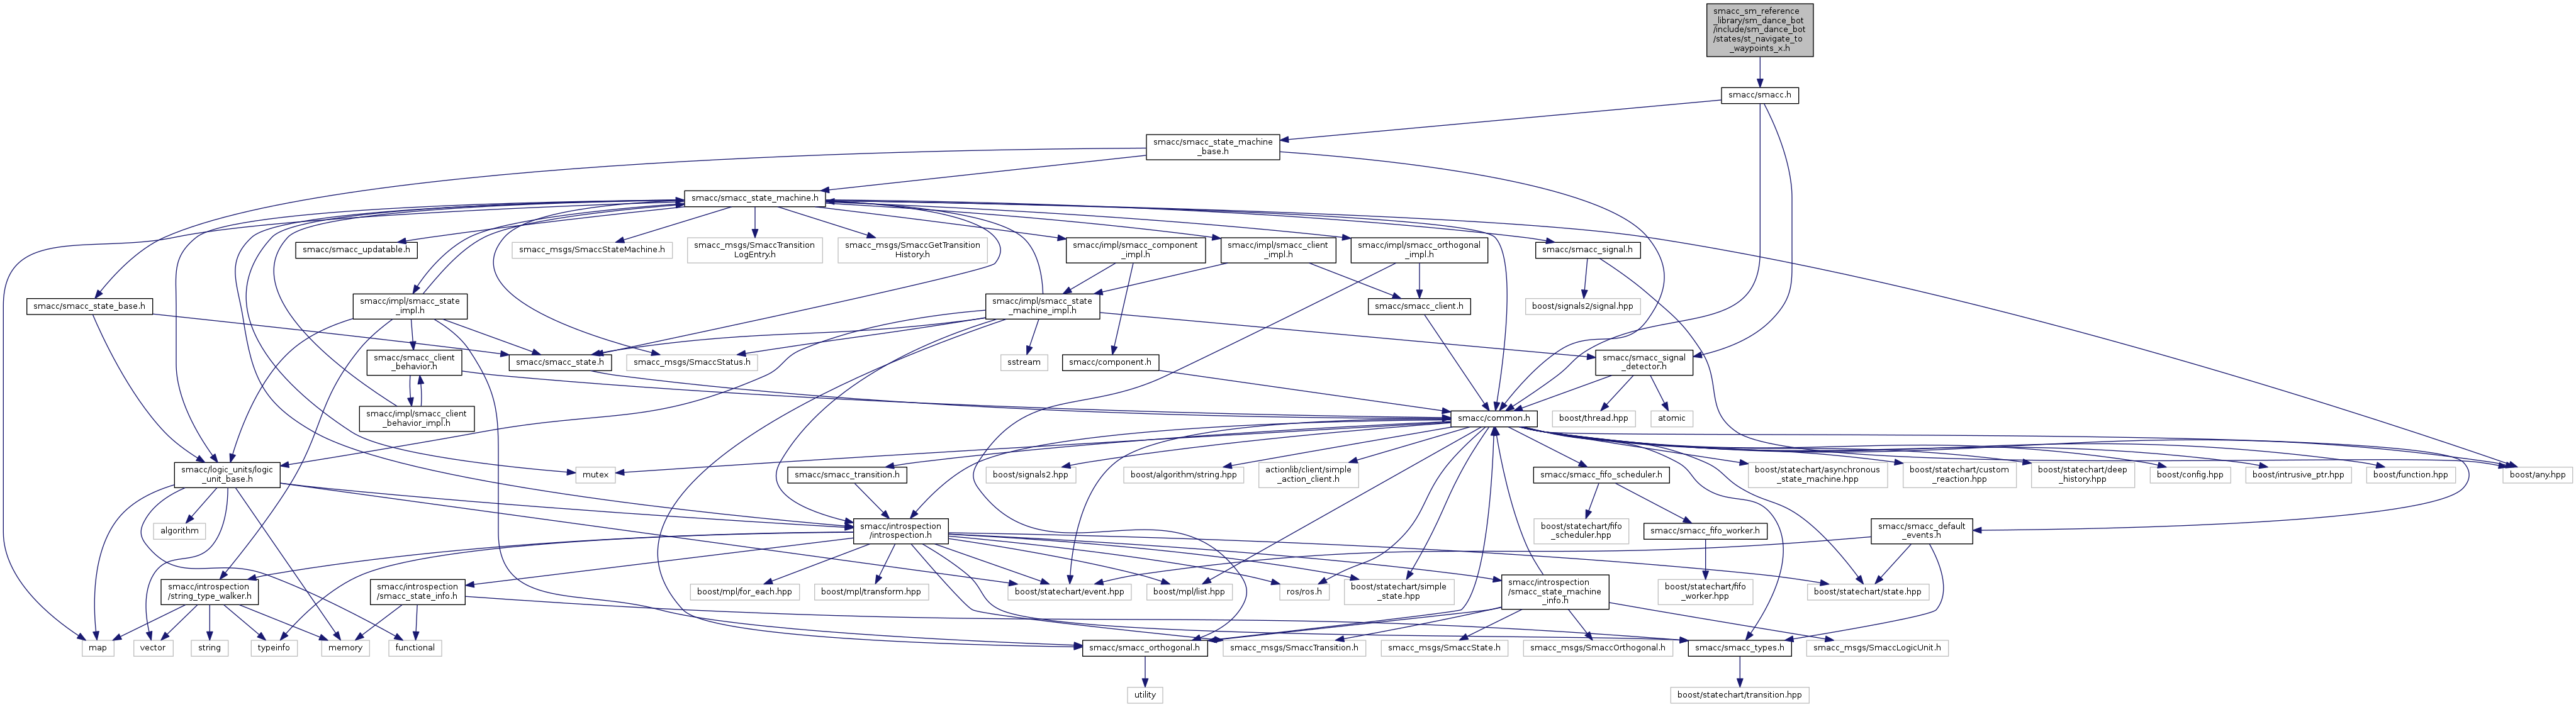 smacc_sm_reference
_library/sm_dance_bot
/include/sm_dance_bot
/states/st_navigate_to
_waypoints_x.h
smacc/smacc.h
smacc/smacc_state_machine
_base.h
smacc/smacc_state_machine.h
smacc/smacc_updatable.h
smacc_msgs/SmaccStateMachine.h
smacc_msgs/SmaccTransition
LogEntry.h
smacc_msgs/SmaccGetTransition
History.h
smacc/impl/smacc_component
_impl.h
smacc/impl/smacc_client
_impl.h
smacc/impl/smacc_orthogonal
_impl.h
smacc/smacc_signal.h
smacc/smacc_state_base.h
smacc/impl/smacc_state
_impl.h
smacc/impl/smacc_state
_machine_impl.h
smacc/smacc_client.h
boost/signals2/signal.hpp
smacc/smacc_client
_behavior.h
smacc/smacc_state.h
smacc_msgs/SmaccStatus.h
sstream
smacc/component.h
smacc/smacc_signal
_detector.h
smacc/impl/smacc_client
_behavior_impl.h
smacc/common.h
boost/thread.hpp
atomic
smacc/logic_units/logic
_unit_base.h
mutex
smacc/smacc_transition.h
boost/signals2.hpp
boost/algorithm/string.hpp
actionlib/client/simple
_action_client.h
smacc/smacc_fifo_scheduler.h
boost/statechart/asynchronous
_state_machine.hpp
boost/statechart/custom
_reaction.hpp
boost/statechart/deep
_history.hpp
boost/config.hpp
boost/intrusive_ptr.hpp
boost/function.hpp
boost/any.hpp
algorithm
smacc/introspection
/introspection.h
boost/statechart/fifo
_scheduler.hpp
smacc/smacc_fifo_worker.h
smacc/smacc_default
_events.h
smacc/introspection
/string_type_walker.h
smacc/introspection
/smacc_state_info.h
boost/mpl/for_each.hpp
boost/mpl/transform.hpp
boost/statechart/event.hpp
boost/mpl/list.hpp
ros/ros.h
boost/statechart/simple
_state.hpp
smacc/introspection
/smacc_state_machine
_info.h
boost/statechart/fifo
_worker.hpp
boost/statechart/state.hpp
map
vector
string
typeinfo
memory
functional
smacc/smacc_orthogonal.h
smacc_msgs/SmaccTransition.h
smacc_msgs/SmaccState.h
smacc_msgs/SmaccOrthogonal.h
smacc/smacc_types.h
smacc_msgs/SmaccLogicUnit.h
utility
boost/statechart/transition.hpp